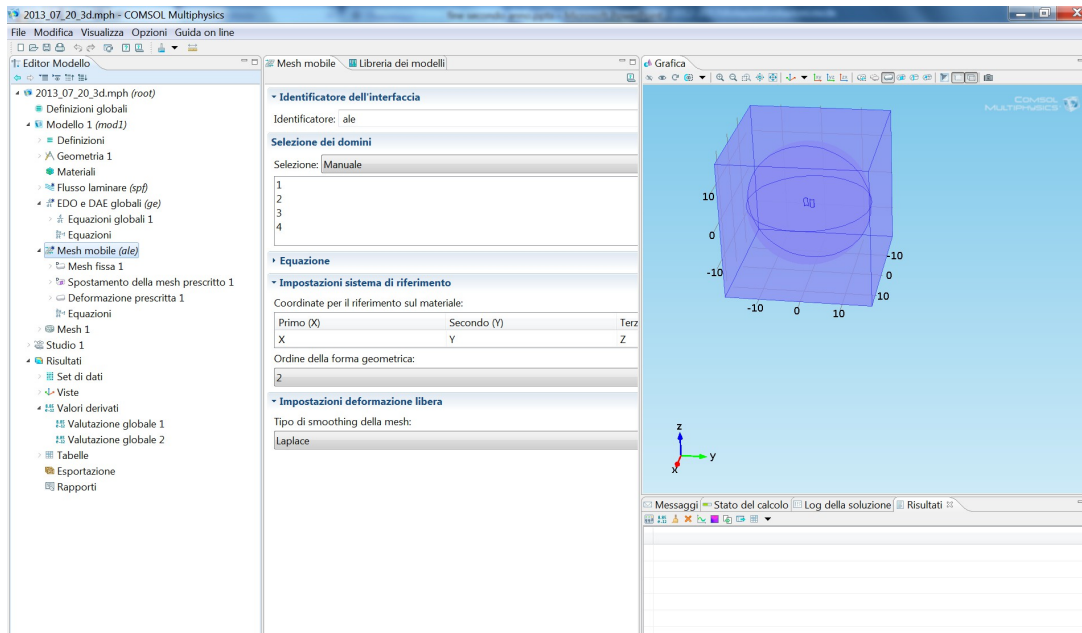 2013_07_20_3d.mph - COMSOL Multiphysics
File Modifica Visualizza Opzioni Guida on line
Editor Modello
2013_07_20_3d.mph (root)
Definizioni globali
Modello 1 (mod1)
Definizioni
Geometria 1
Materiali
Flusso laminare (spf)
EDO e DAE globali (ge)
Equazioni globali 1
Equazioni
Mesh mobile (ale)
Mesh fissa 1
Spostamento della mesh prescritto 1
Deformazione prescritta 1
Equazioni
Mesh 1
Studio 1
Risultati
Set di dati
Viste
Valori derivati
Valutazione globale 1
Valutazione globale 2
Tabelle
Esportazione
Rapporti
Mesh mobile Libreria dei modelli
Identificatore dell'interfaccia
Identificatore: ale
Selezione dei domini
Selezione: Manuale
1
2
3
4
Equazione
Impostazioni sistema di riferimento
Coordinate per il riferimento sul materiale:
Primo (X) Secondo (Y) Terz
X Y Z
Ordine della forma geometrica:
2
Impostazioni deformazione libera
Tipo di smoothing della mesh:
Laplace
Grafica
COMSOL
MULTIPHYSICS
10
0
-10
-10
0
10
-10
0
10
z
y
x
Messaggi Stato del calcolo Log della soluzione Risultati